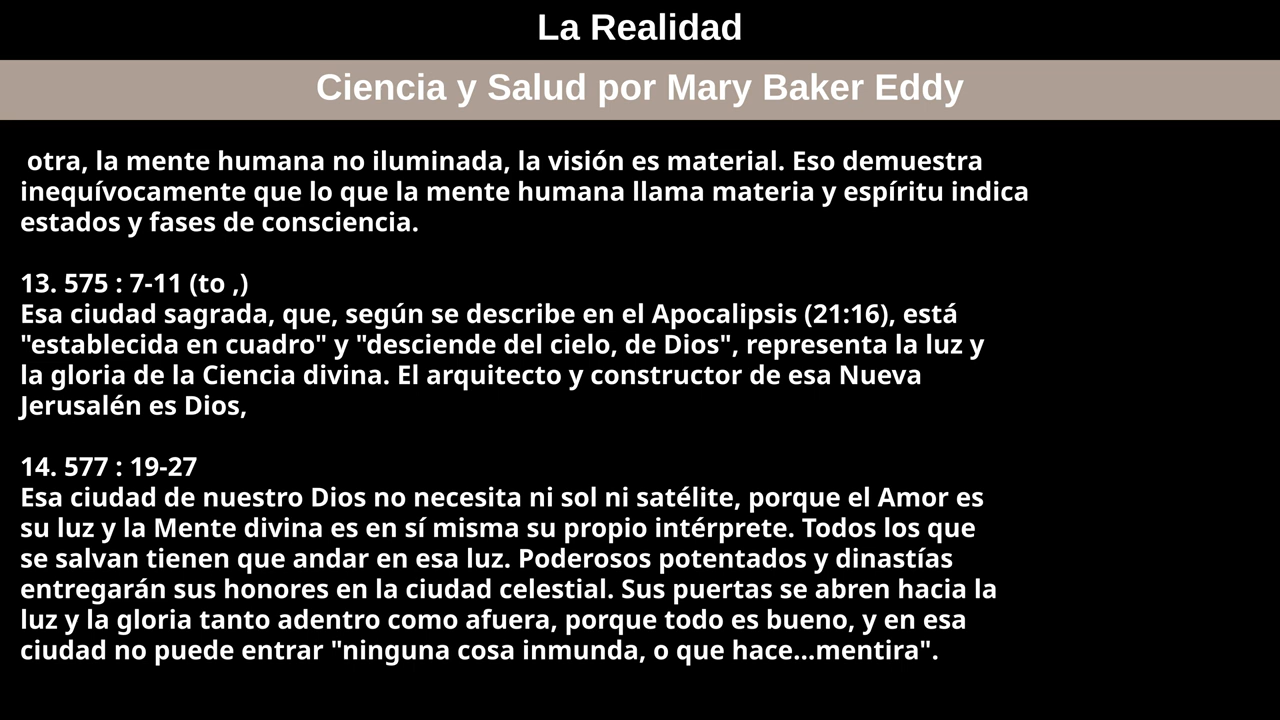 La Realidad
Ciencia y Salud por Mary Baker Eddy
otra, la mente humana no iluminada, la visión es material. Eso demuestra
inequívocamente que lo que la mente humana llama materia y espíritu indica
estados y fases de consciencia.
13. 575 : 7-11 (to ,)
Esa ciudad sagrada, que, según se describe en el Apocalipsis (21:16), está
"establecida en cuadro" y "desciende del cielo, de Dios", representa la luz y
la gloria de la Ciencia divina. El arquitecto y constructor de esa Nueva
Jerusalén es Dios,
14. 577 : 19-27
Esa ciudad de nuestro Dios no necesita ni sol ni satélite, porque el Amor es
su luz y la Mente divina es en sí misma su propio intérprete. Todos los que
se salvan tienen que andar en esa luz. Poderosos potentados y dinastías
entregarán sus honores en la ciudad celestial. Sus puertas se abren hacia la
luz y la gloria tanto adentro como afuera, porque todo es bueno, y en esa
ciudad no puede entrar "ninguna cosa inmunda, o que hace...mentira".